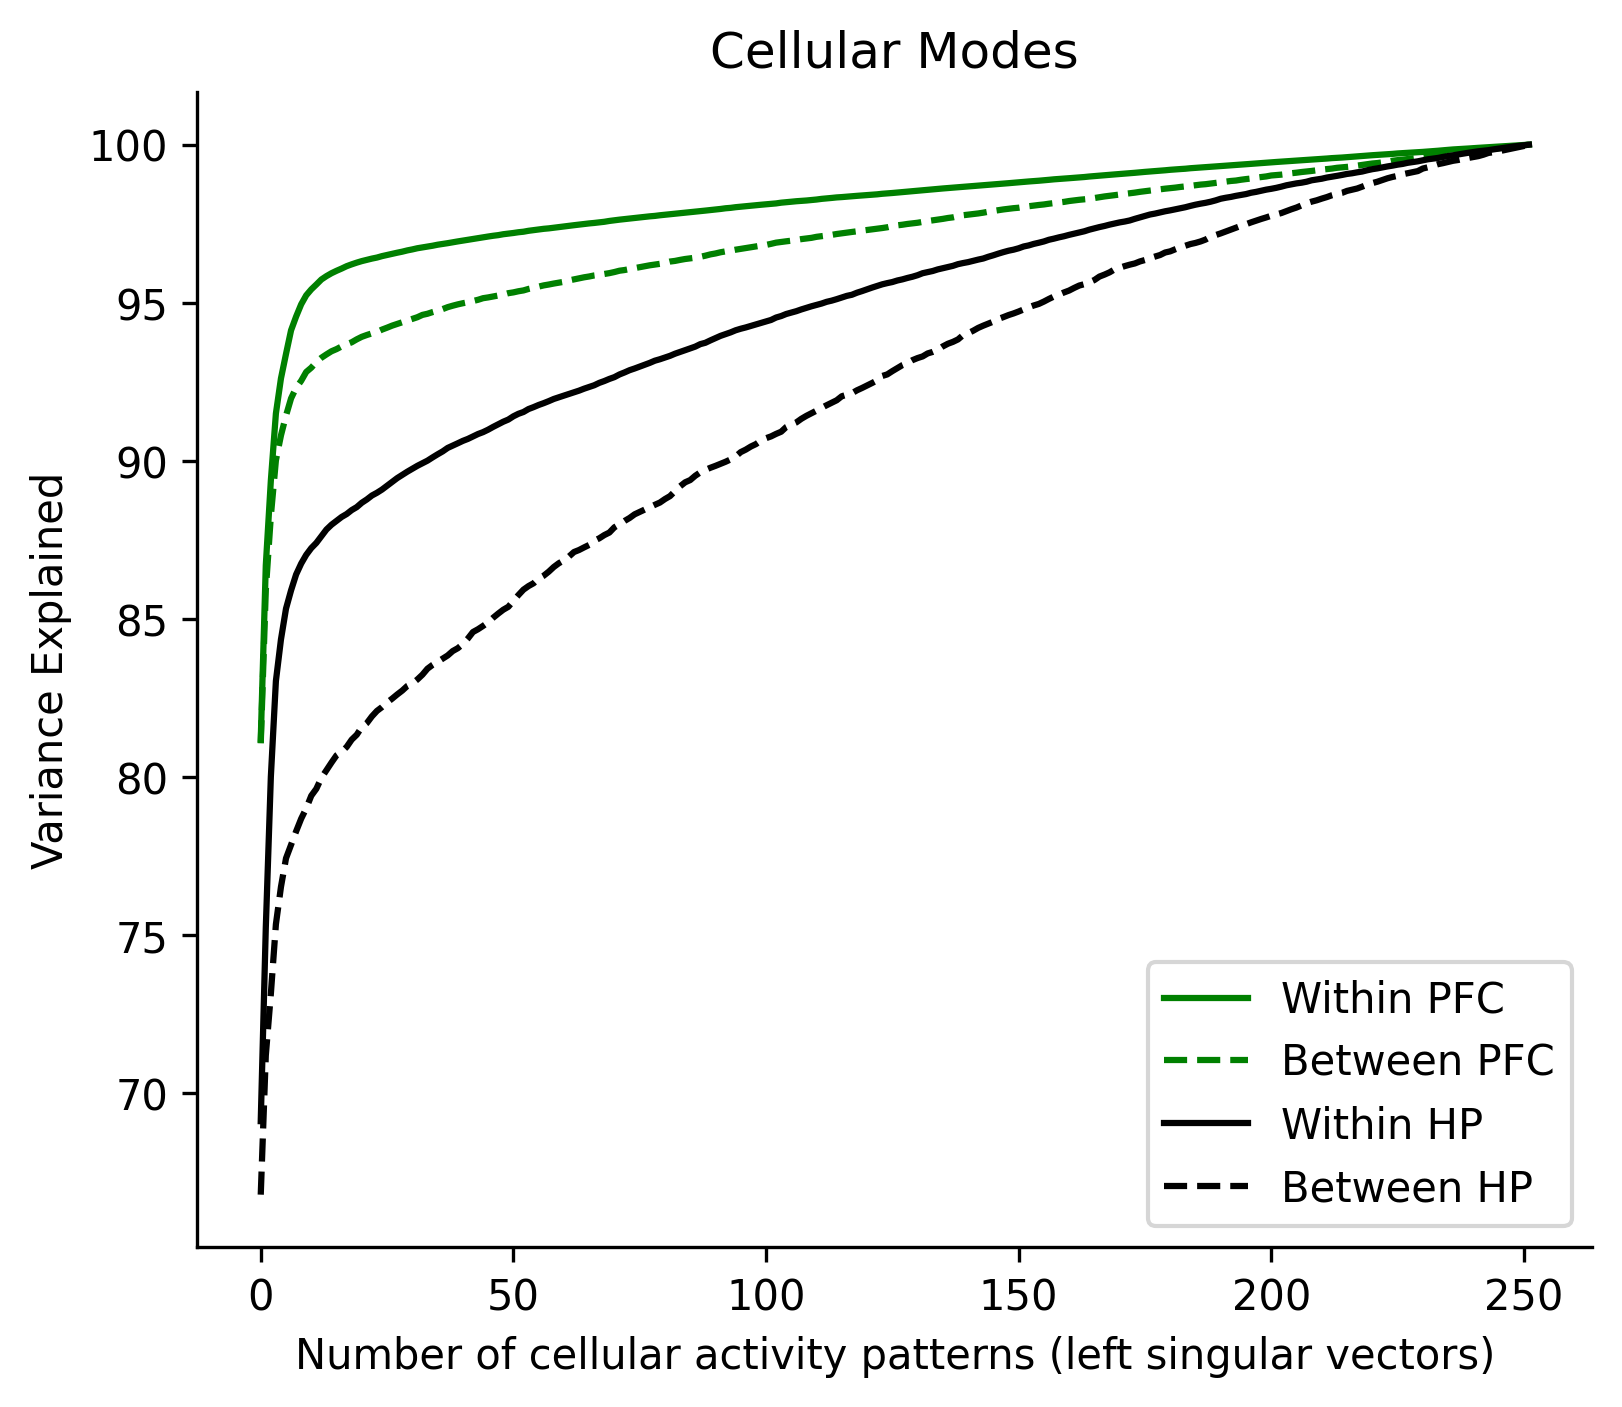 Cellular Modes
100
95
90
85
80
75
70
Variance Explained
Within PFC
Between PFC
Within HP
Between HP
0 50 100 150 200 250
Number of cellular activity patterns (left singular vectors)